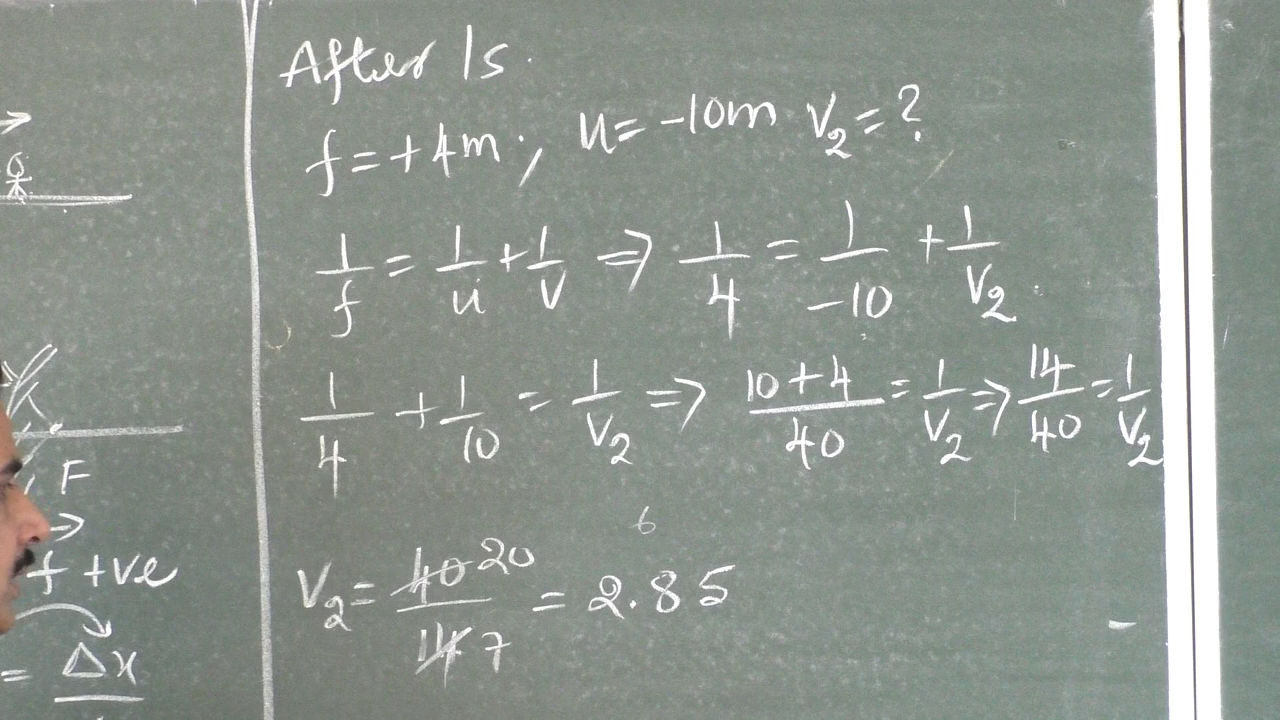 After 1s.
f = +4m ; u = -10m V₂ = ?
1/f = 1/u + 1/v ⇒ 1/4 = 1/-10 + 1/V₂
1/4 + 1/10 = 1/V₂ ⇒ 10+4/40 = 1/V₂ ⇒ 14/40 = 1/V₂
6
V₂ = 40 20/14 7 = 2.85
F
f +ve
= Δx